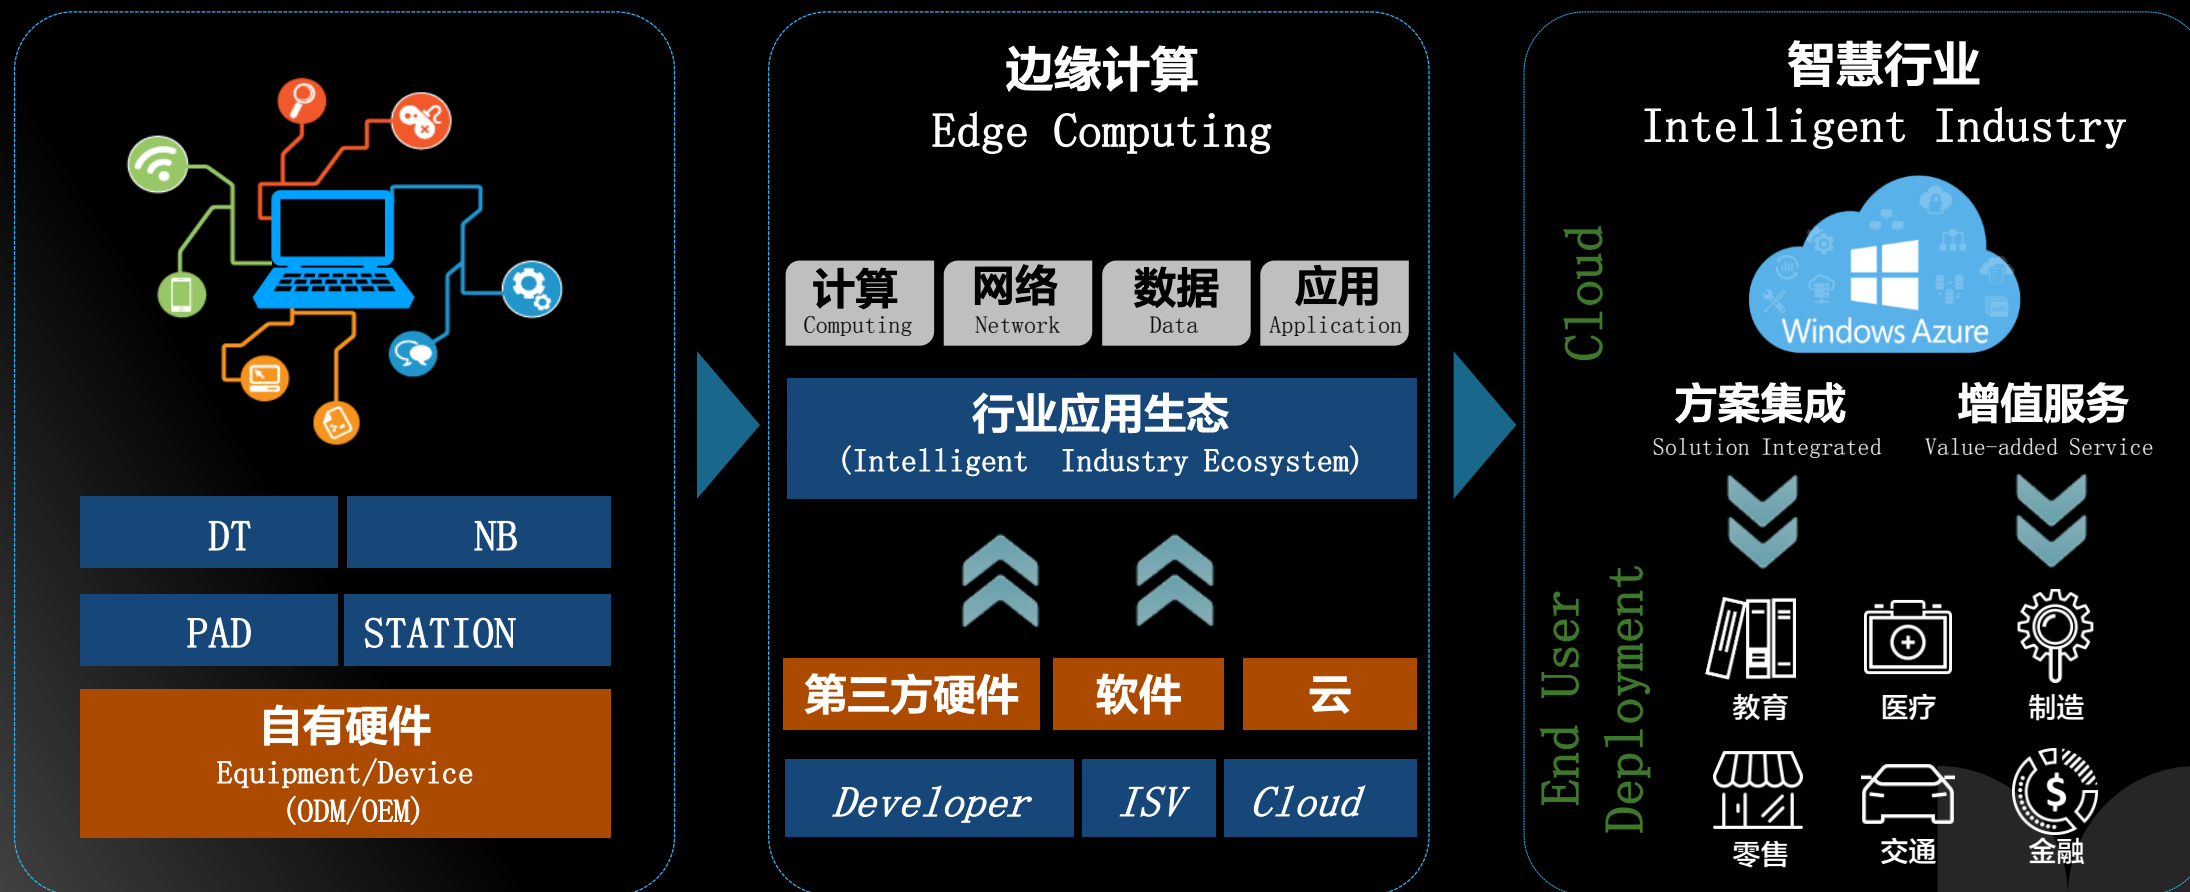 DT
NB
PAD
STATION
自有硬件
Equipment/Device
(ODM/OEM)
边缘计算
Edge Computing
计算
Computing
网络
Network
数据
Data
应用
Application
行业应用生态
(Intelligent Industry Ecosystem)
第三方硬件
软件
云
Developer
ISV
Cloud
智慧行业
Intelligent Industry
Cloud
Windows Azure
方案集成
Solution Integrated
增值服务
Value-added Service
End User
Deployment
教育
医疗
制造
零售
交通
金融